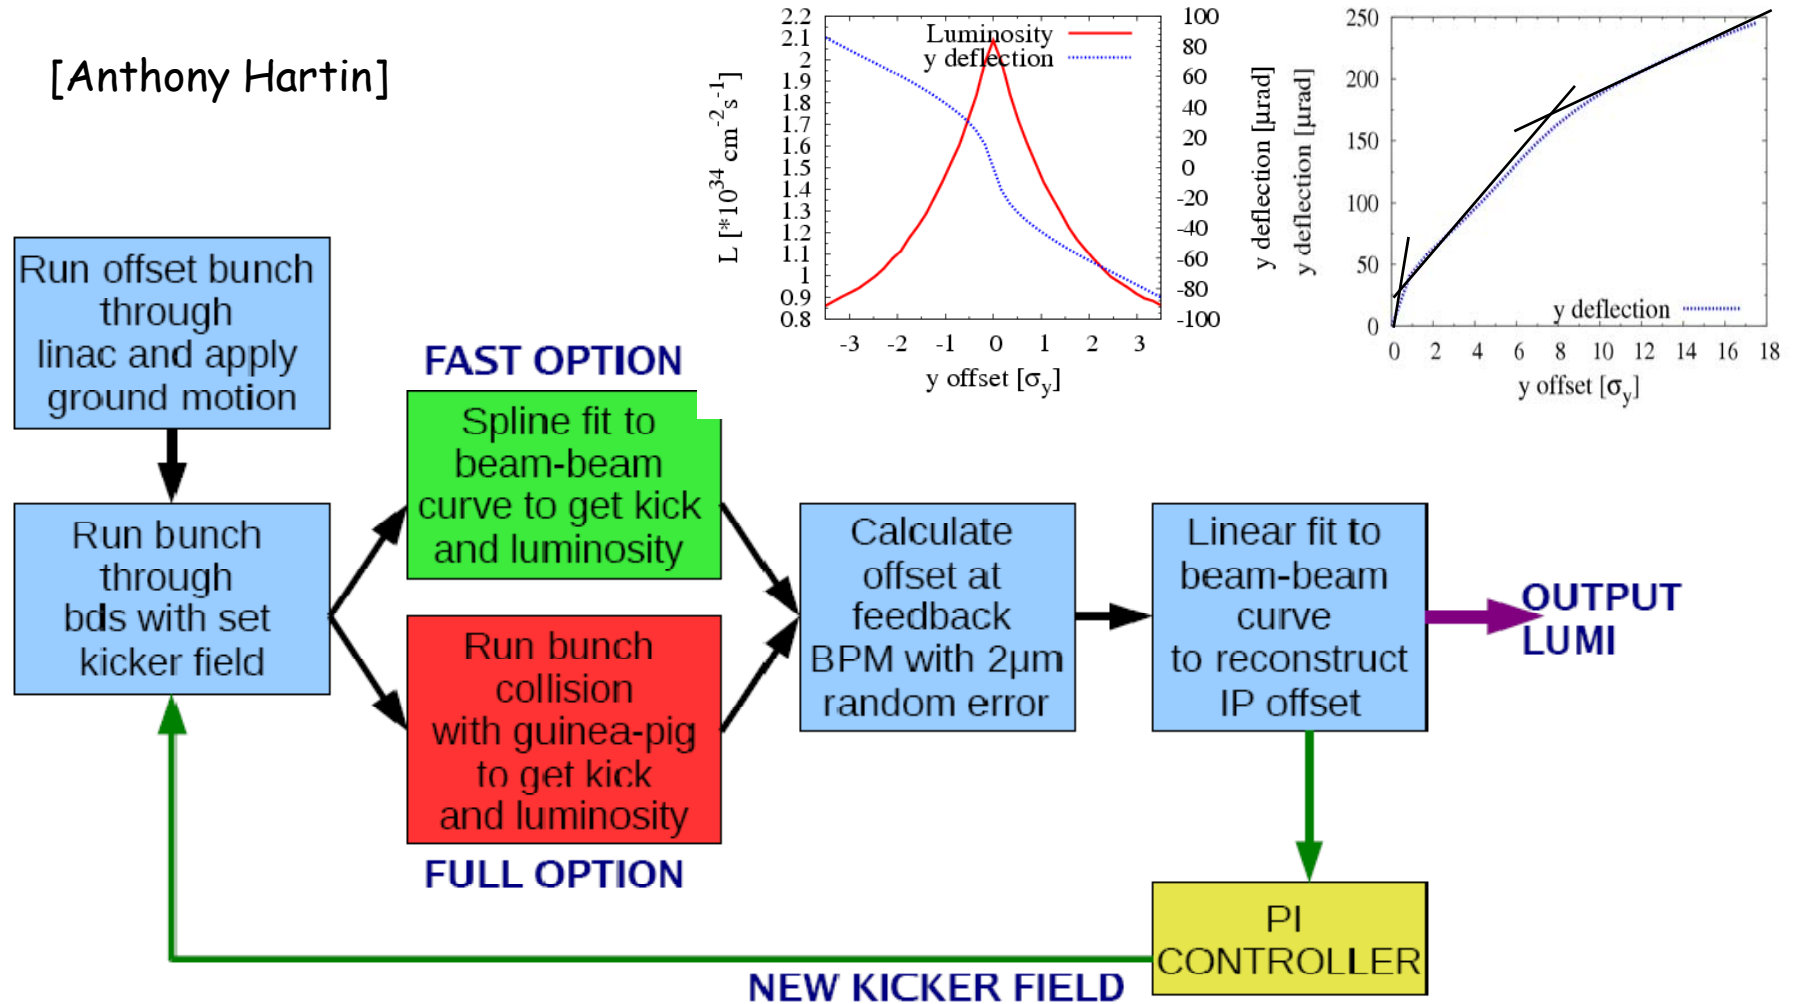 [Anthony Hartin]
2.2
2.1
2
1.9
1.8
1.7
1.6
1.5
1.4
1.3
1.2
1.1
1
0.9
0.8
L [*10^34 cm^-2 s^-1]
Luminosity
y deflection
100
80
60
40
20
0
-20
-40
-60
-80
-100
y deflection [μrad]
-3 -2 -1 0 1 2 3
y offset [σy]
y deflection [μrad]
250
200
150
100
50
0
y deflection
0 2 4 6 8 10 12 14 16 18
y offset [σy]
Run offset bunch
through
linac and apply
ground motion
Run bunch
through
bds with set
kicker field
FAST OPTION
Spline fit to
beam-beam
curve to get kick
and luminosity
Run bunch
collision
with guinea-pig
to get kick
and luminosity
FULL OPTION
Calculate
offset at
feedback
BPM with 2μm
random error
Linear fit to
beam-beam
curve
to reconstruct
IP offset
OUTPUT
LUMI
PI
CONTROLLER
NEW KICKER FIELD